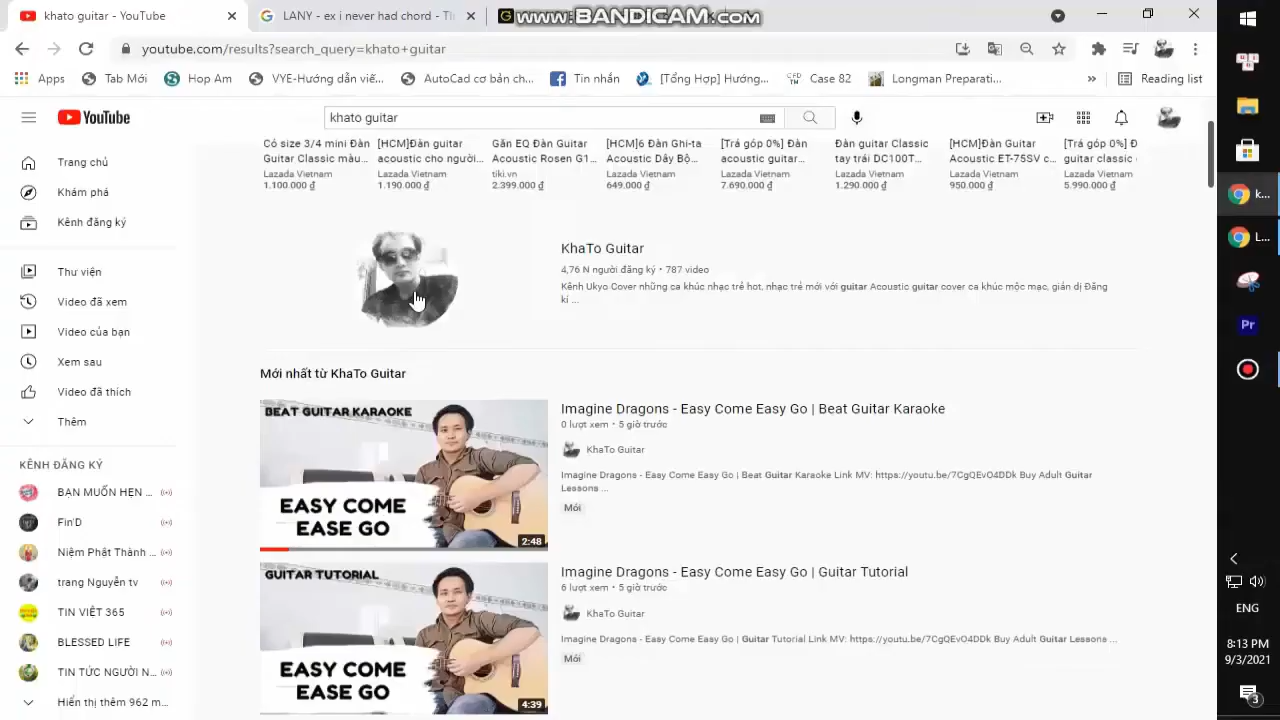 khato guitar - YouTube
LANY - ex i never had chord - Ti
www.BANDICAM.com
youtube.com/results?search_query=khato+guitar
Apps
Tab Mới
Hop Am
VYE-Hướng dẫn viê...
AutoCad cơ bản ch...
Tin nhắn
[Tổng Hợp] Hướng...
Case 82
Longman Preparati...
»
Reading list
YouTube
khato guitar
Có size 3/4 mini Đàn Guitar Classic màu...
Lazada Vietnam
1.100.000 ₫
[HCM]Đàn guitar acoustic cho người...
Lazada Vietnam
1.190.000 ₫
Gắn EQ Đàn Guitar Acoustic Rosen G1...
tiki.vn
2.399.000 ₫
[HCM]6 Đàn Ghi-ta Acoustic Dây Bộ...
Lazada Vietnam
649.000 ₫
[Trả góp 0%] Đàn acoustic guitar...
Lazada Vietnam
7.690.000 ₫
Đàn guitar Classic tay trái DC100T...
Lazada Vietnam
1.290.000 ₫
[HCM]Đàn Guitar Acoustic ET-75SV c...
Lazada Vietnam
950.000 ₫
[Trả góp 0%] Đàn guitar classic
Lazada Vietnam
5.990.000 ₫
Trang chủ
Khám phá
Kênh đăng ký
Thư viện
Video đã xem
Video của bạn
Xem sau
Video đã thích
Thêm
KÊNH ĐĂNG KÝ
BẠN MUỐN HẸN ...
Fin'D
Niệm Phật Thành ...
trang Nguyễn tv
TIN VIỆT 365
BLESSED LIFE
TIN TỨC NGƯỜI N...
Hiển thị thêm 962 m...
KhaTo Guitar
4,76 N người đăng ký • 787 video
Kênh Ukyo Cover những ca khúc nhạc trẻ hot, nhạc trẻ mới với guitar Acoustic guitar cover ca khúc mộc mạc, giản dị Đăng
kí ...
Mới nhất từ KhaTo Guitar
BEAT GUITAR KARAOKE
EASY COME
EASE GO
2:48
Imagine Dragons - Easy Come Easy Go | Beat Guitar Karaoke
0 lượt xem • 5 giờ trước
KhaTo Guitar
Imagine Dragons - Easy Come Easy Go | Beat Guitar Karaoke Link MV: https://youtu.be/7CgQEvO4DDk Buy Adult Guitar
Lessons ...
Mới
GUITAR TUTORIAL
EASY COME
EASE GO
4:39
Imagine Dragons - Easy Come Easy Go | Guitar Tutorial
6 lượt xem • 5 giờ trước
KhaTo Guitar
Imagine Dragons - Easy Come Easy Go | Guitar Tutorial Link MV: https://youtu.be/7CgQEvO4DDk Buy Adult Guitar Lessons ...
Mới
k...
L...
Pr
ENG
8:13 PM
9/3/2021
3